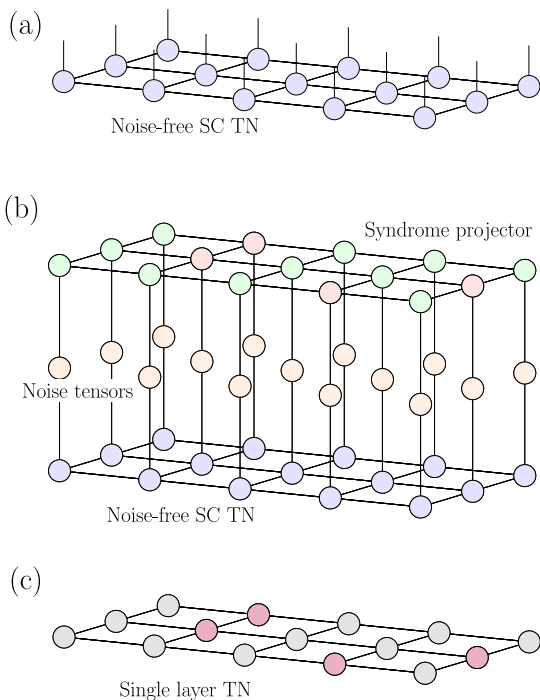 (a)
Noise-free SC TN
(b)
Syndrome projector
Noise tensors
Noise-free SC TN
(c)
Single layer TN